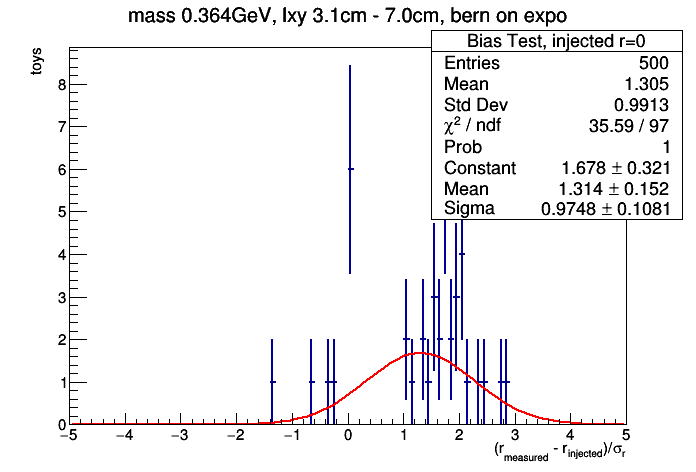 mass 0.364GeV, lxy 3.1cm - 7.0cm, bern on expo
Bias Test, injected r=0
Entries 500
Mean 1.305
Std Dev 0.9913
χ² / ndf 35.59 / 97
Prob 1
Constant 1.678 ± 0.321
Mean 1.314 ± 0.152
Sigma 0.9748 ± 0.1081
toys
8
7
6
5
4
3
2
1
0
−5 −4 −3 −2 −1 0 1 2 3 4 5
(r_measured - r_injected)/σ_r